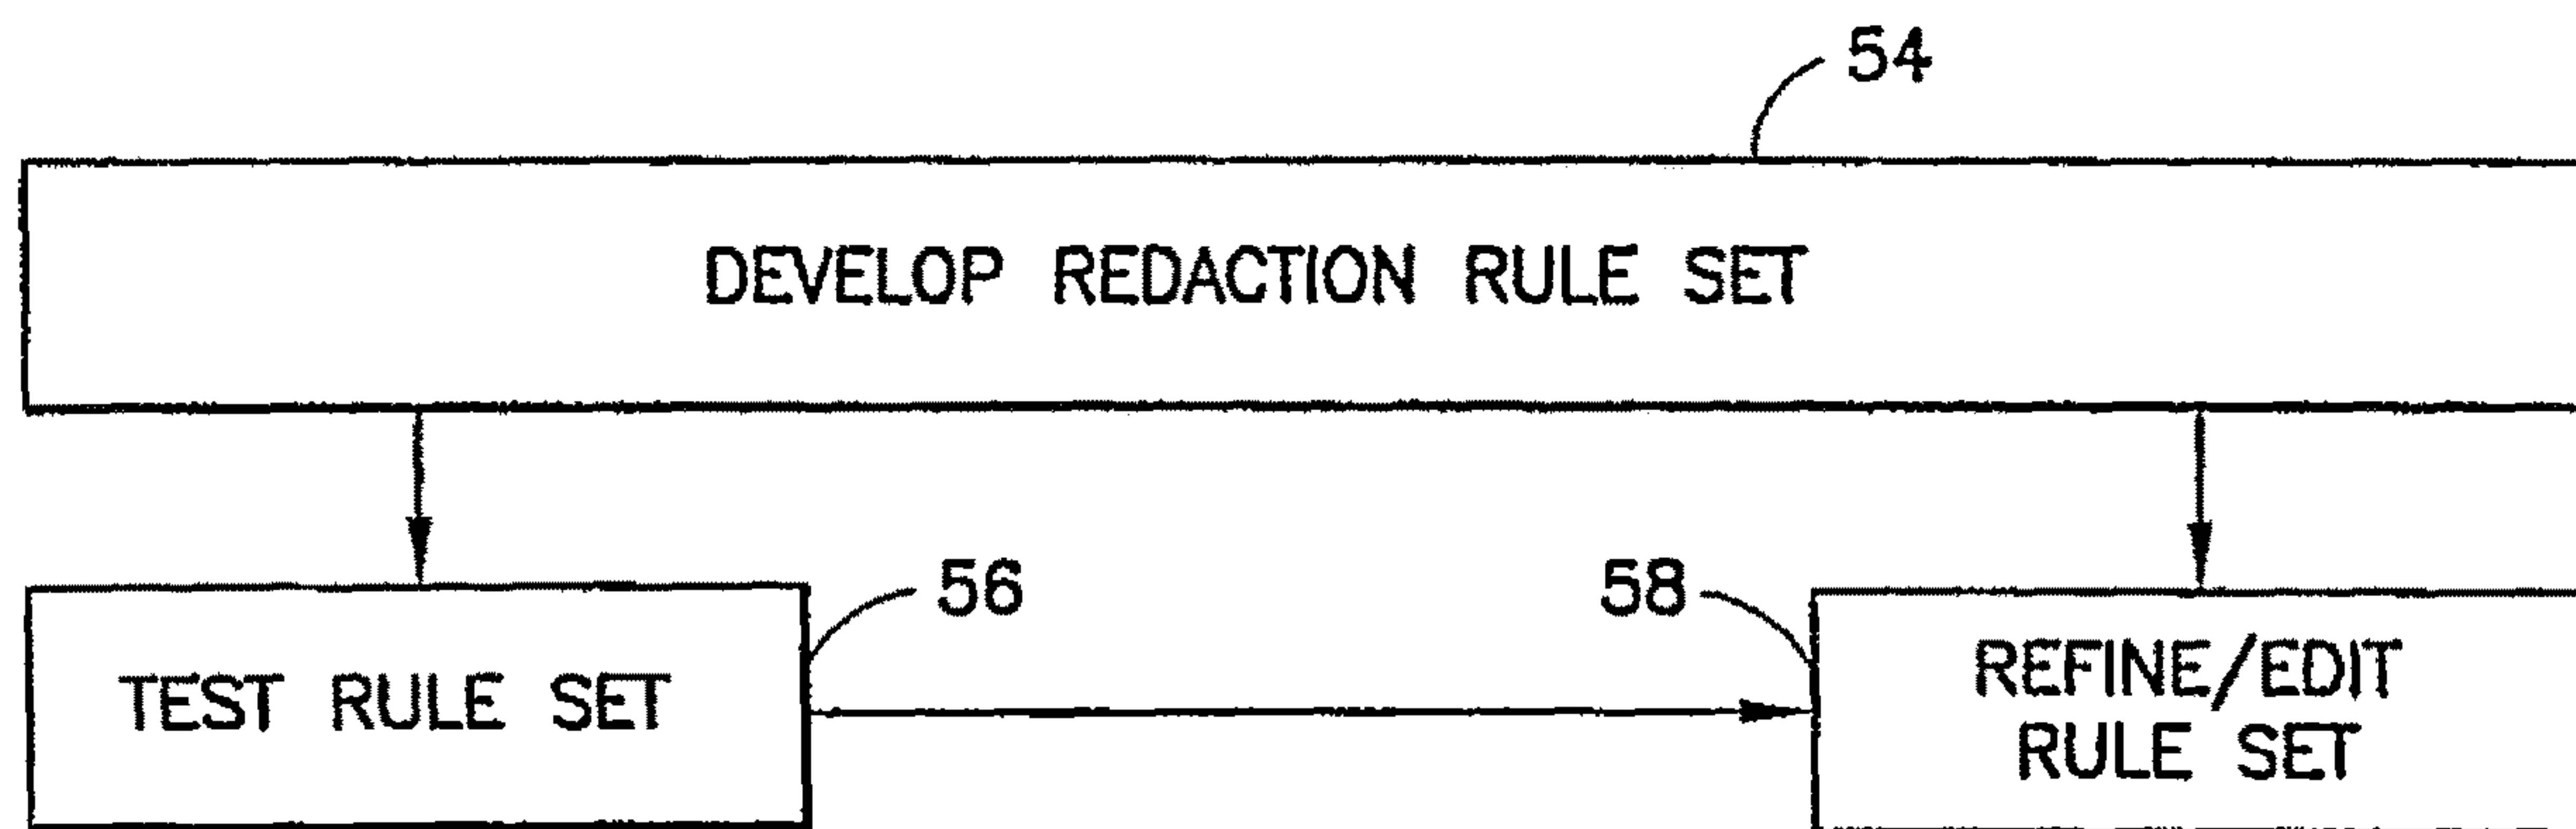 54
DEVELOP REDACTION RULE SET
56
58
TEST RULE SET
REFINE/EDIT
RULE SET